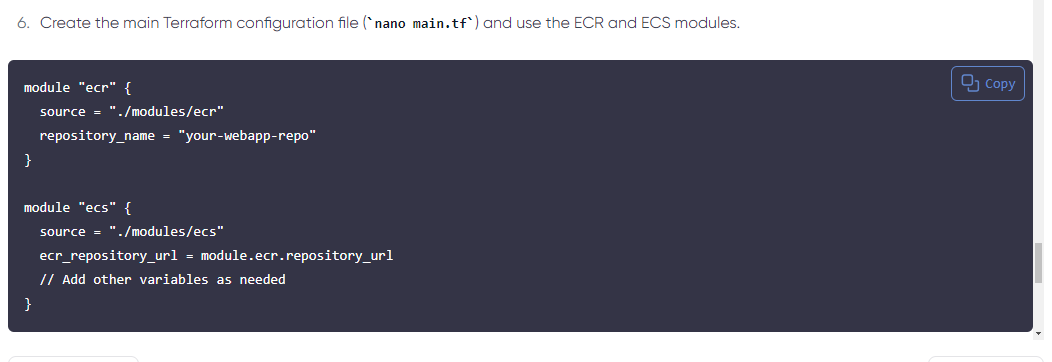 6. Create the main Terraform configuration file (`nano main.tf`) and use the ECR and ECS modules.
Copy
module "ecr" {
  source = "./modules/ecr"
  repository_name = "your-webapp-repo"
}

module "ecs" {
  source = "./modules/ecs"
  ecr_repository_url = module.ecr.repository_url
  // Add other variables as needed
}